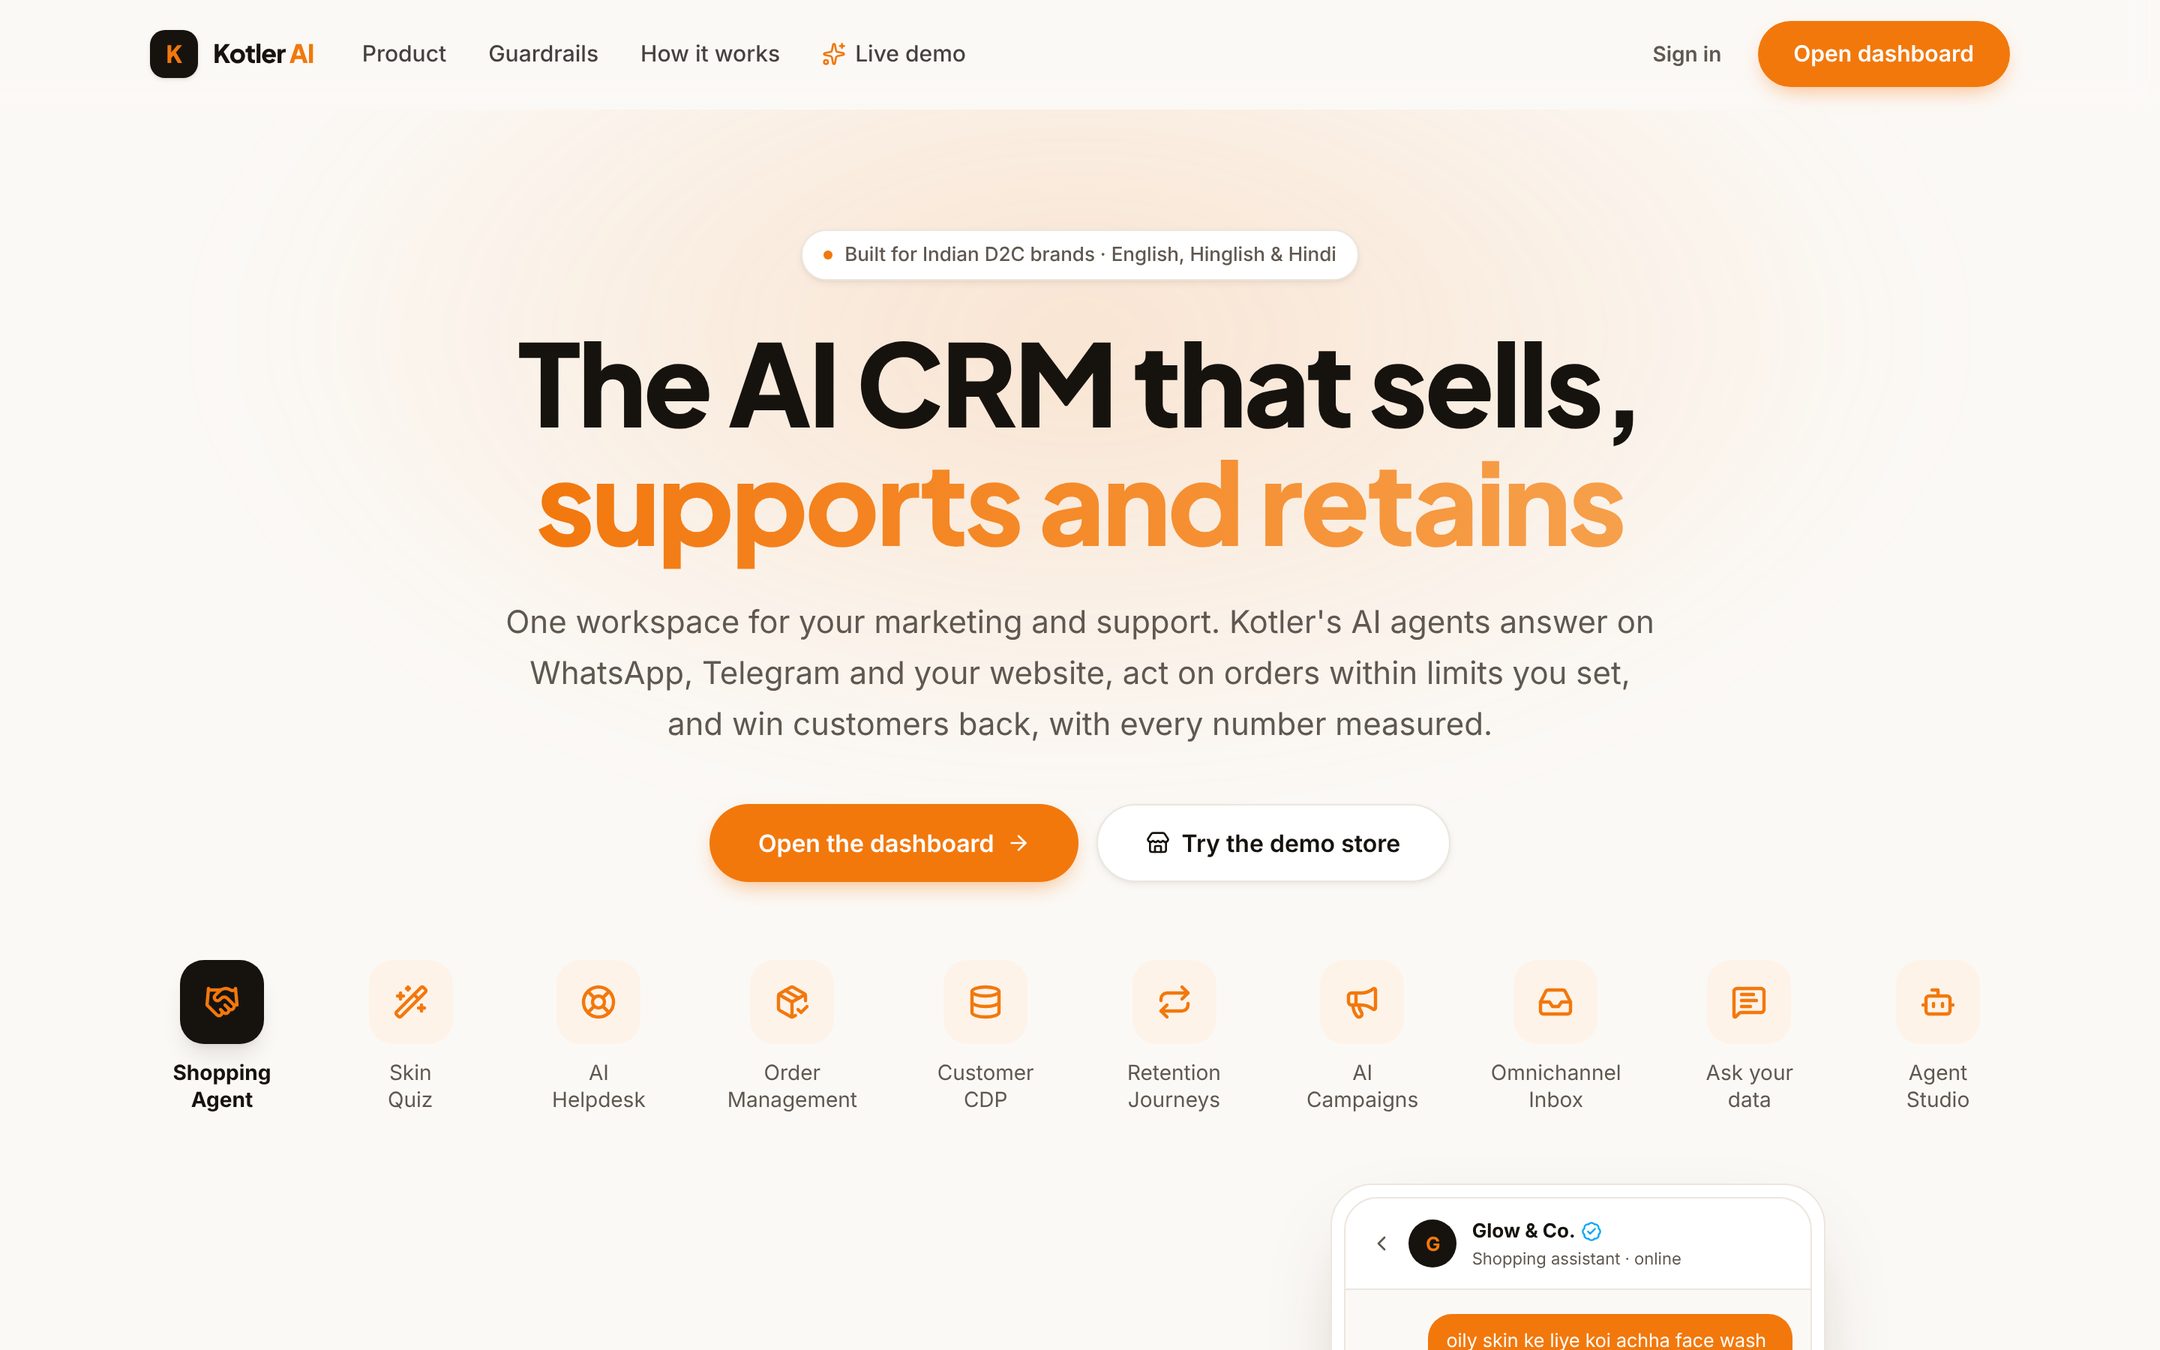 K
Kotler AI
Product
Guardrails
How it works
Live demo
Sign in
Open dashboard
Built for Indian D2C brands · English, Hinglish & Hindi
The AI CRM that sells,
supports and retains
One workspace for your marketing and support. Kotler's AI agents answer on
WhatsApp, Telegram and your website, act on orders within limits you set,
and win customers back, with every number measured.
Open the dashboard
Try the demo store
Shopping
Agent
Skin
Quiz
AI
Helpdesk
Order
Management
Customer
CDP
Retention
Journeys
AI
Campaigns
Omnichannel
Inbox
Ask your
data
Agent
Studio
G
Glow & Co.
Shopping assistant · online
oily skin ke liye koi achha face wash